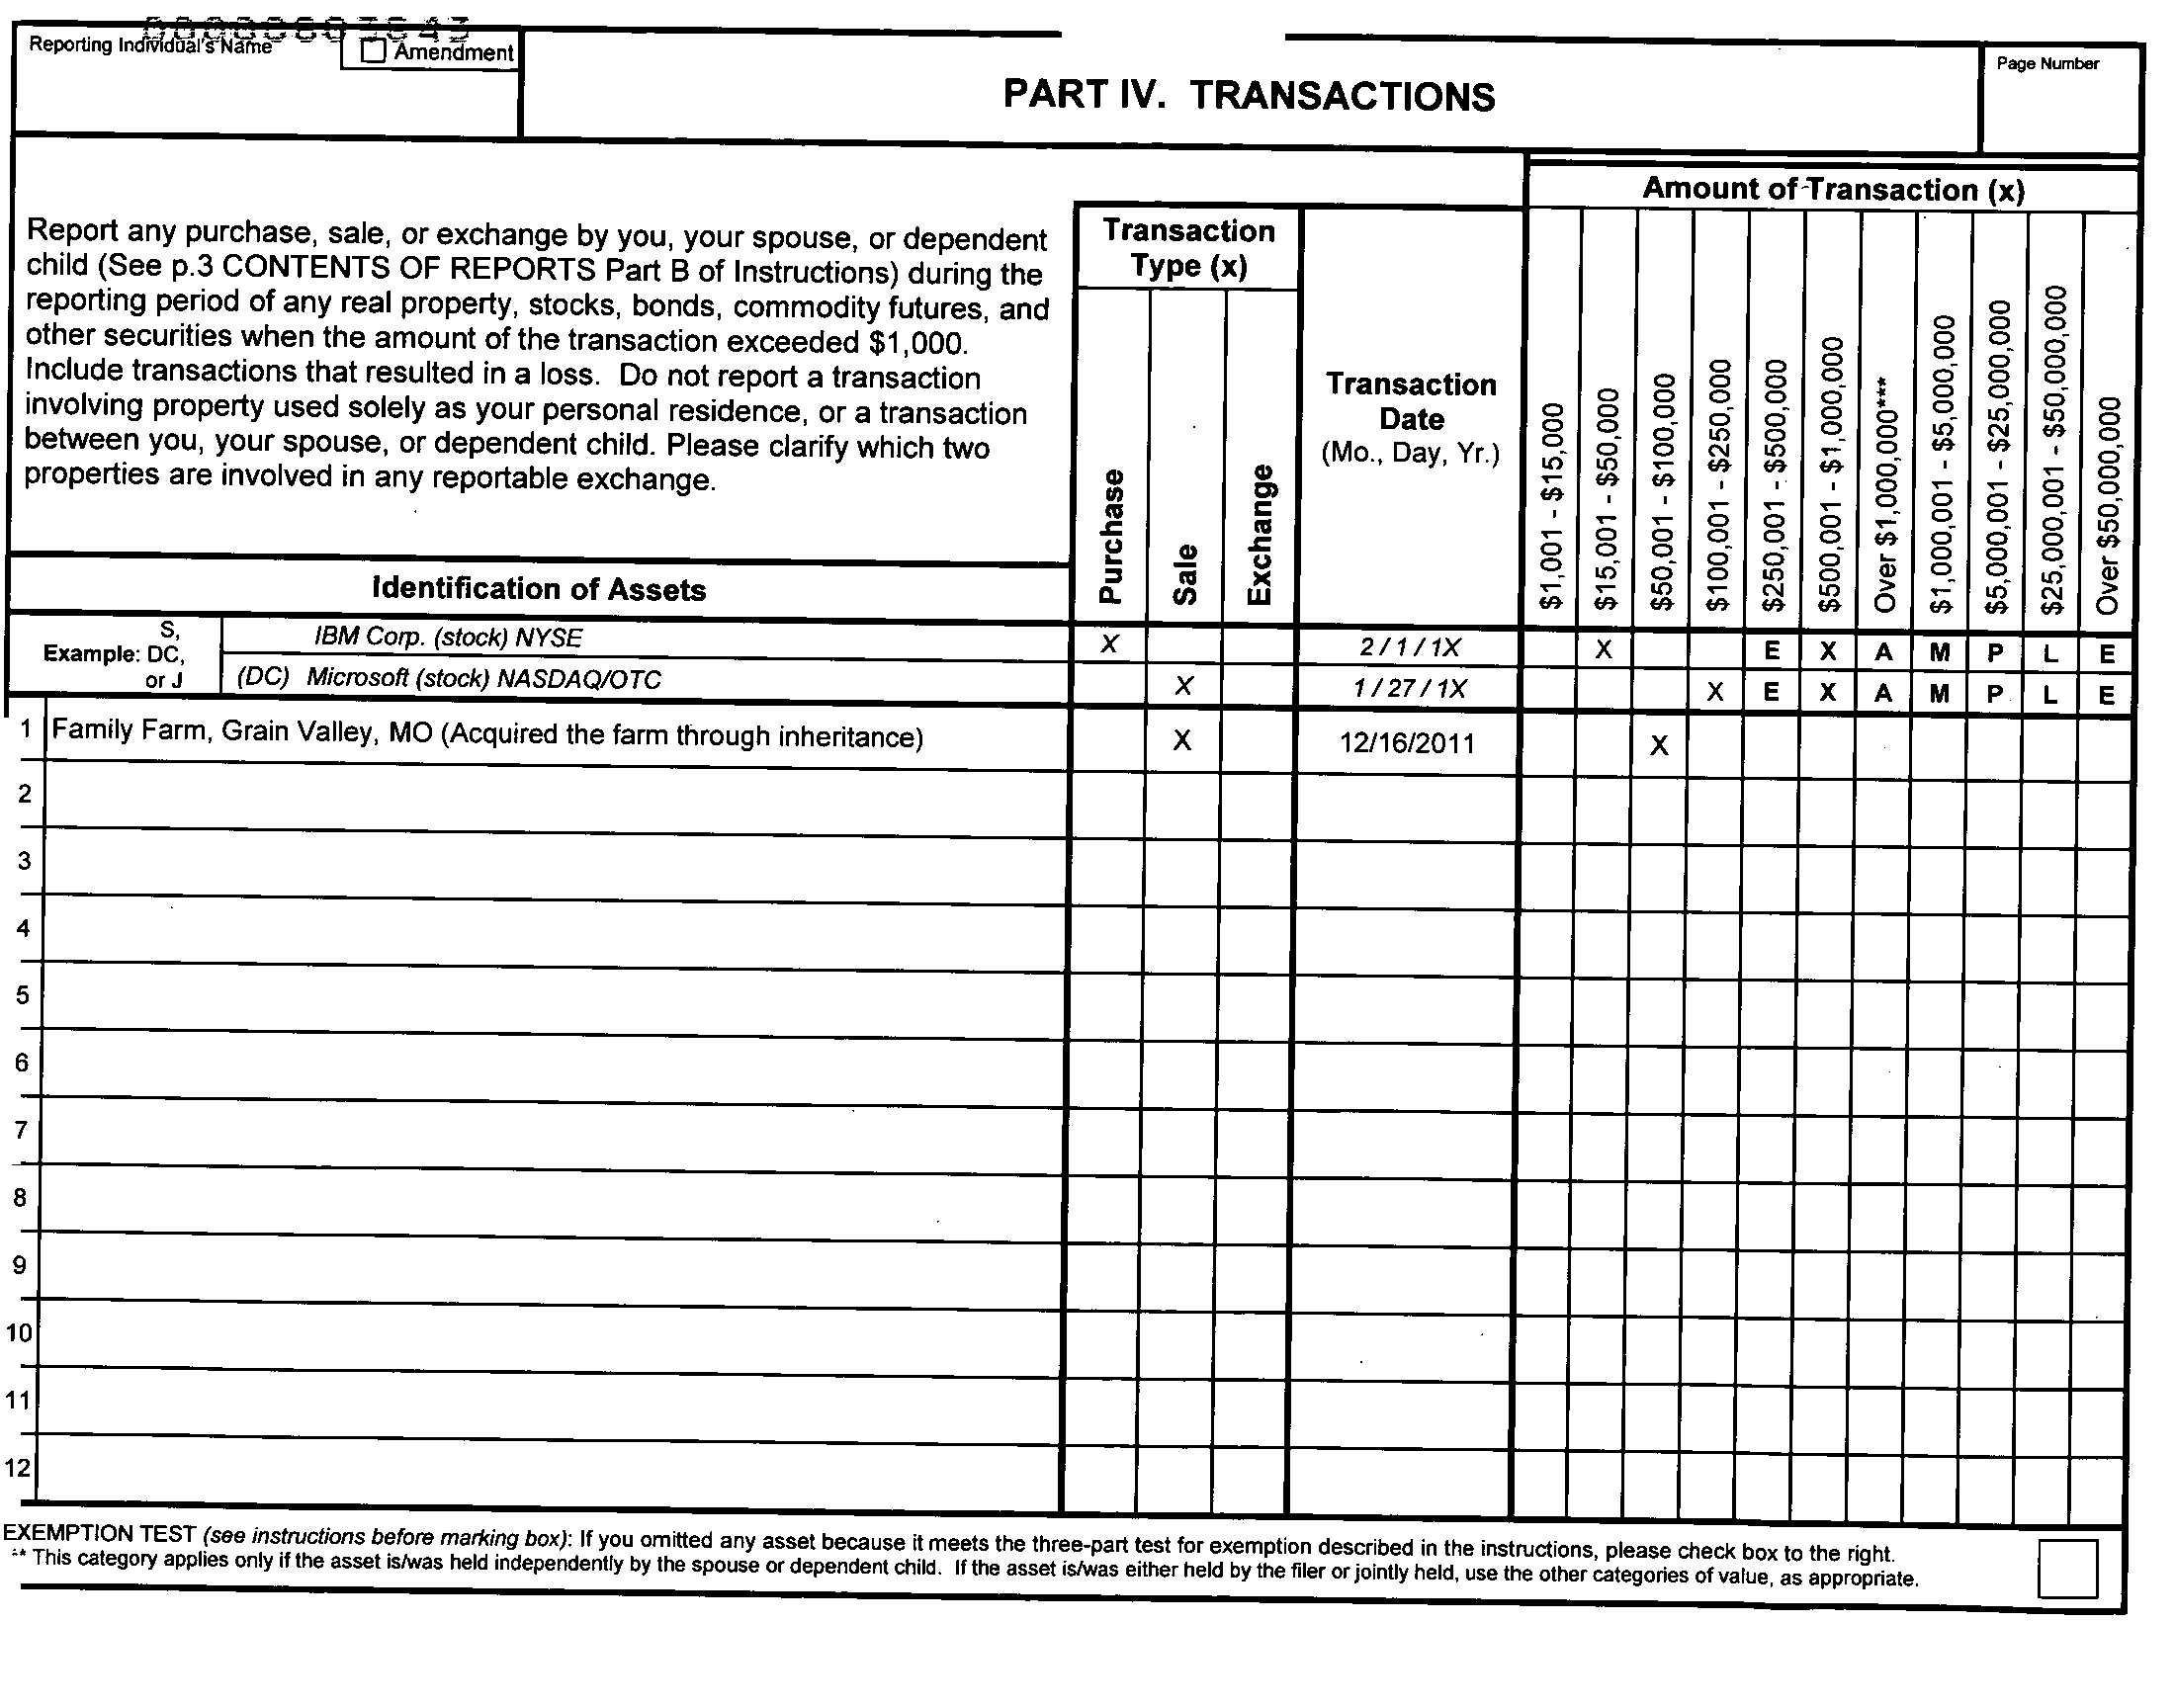 Reporting Individual's Name
Amendment
PART IV. TRANSACTIONS
Page Number
Report any purchase, sale, or exchange by you, your spouse, or dependent
child (See p.3 CONTENTS OF REPORTS Part B of Instructions) during the
reporting period of any real property, stocks, bonds, commodity futures, and
other securities when the amount of the transaction exceeded $1,000.
Include transactions that resulted in a loss. Do not report a transaction
involving property used solely as your personal residence, or a transaction
between you, your spouse, or dependent child. Please clarify which two
properties are involved in any reportable exchange.
Identification of Assets
Transaction
Type (x)
Purchase
Sale
Exchange
Transaction
Date
(Mo., Day, Yr.)
Amount of Transaction (x)
$1,001 - $15,000
$15,001 - $50,000
$50,001 - $100,000
$100,001 - $250,000
$250,001 - $500,000
$500,001 - $1,000,000
Over $1,000,000***
$1,000,001 - $5,000,000
$5,000,001 - $25,000,000
$25,000,001 - $50,000,000
Over $50,000,000
Example: S, DC, or J
IBM Corp. (stock) NYSE X 2 / 1 / 1X X E X A M P L E
(DC) Microsoft (stock) NASDAQ/OTC X 1 / 27 / 1X X E X A M P L E
1 Family Farm, Grain Valley, MO (Acquired the farm through inheritance) X 12/16/2011 X
2
3
4
5
6
7
8
9
10
11
12
EXEMPTION TEST (see instructions before marking box): If you omitted any asset because it meets the three-part test for exemption described in the instructions, please check box to the right.
** This category applies only if the asset is/was held independently by the spouse or dependent child. If the asset is/was either held by the filer or jointly held, use the other categories of value, as appropriate.